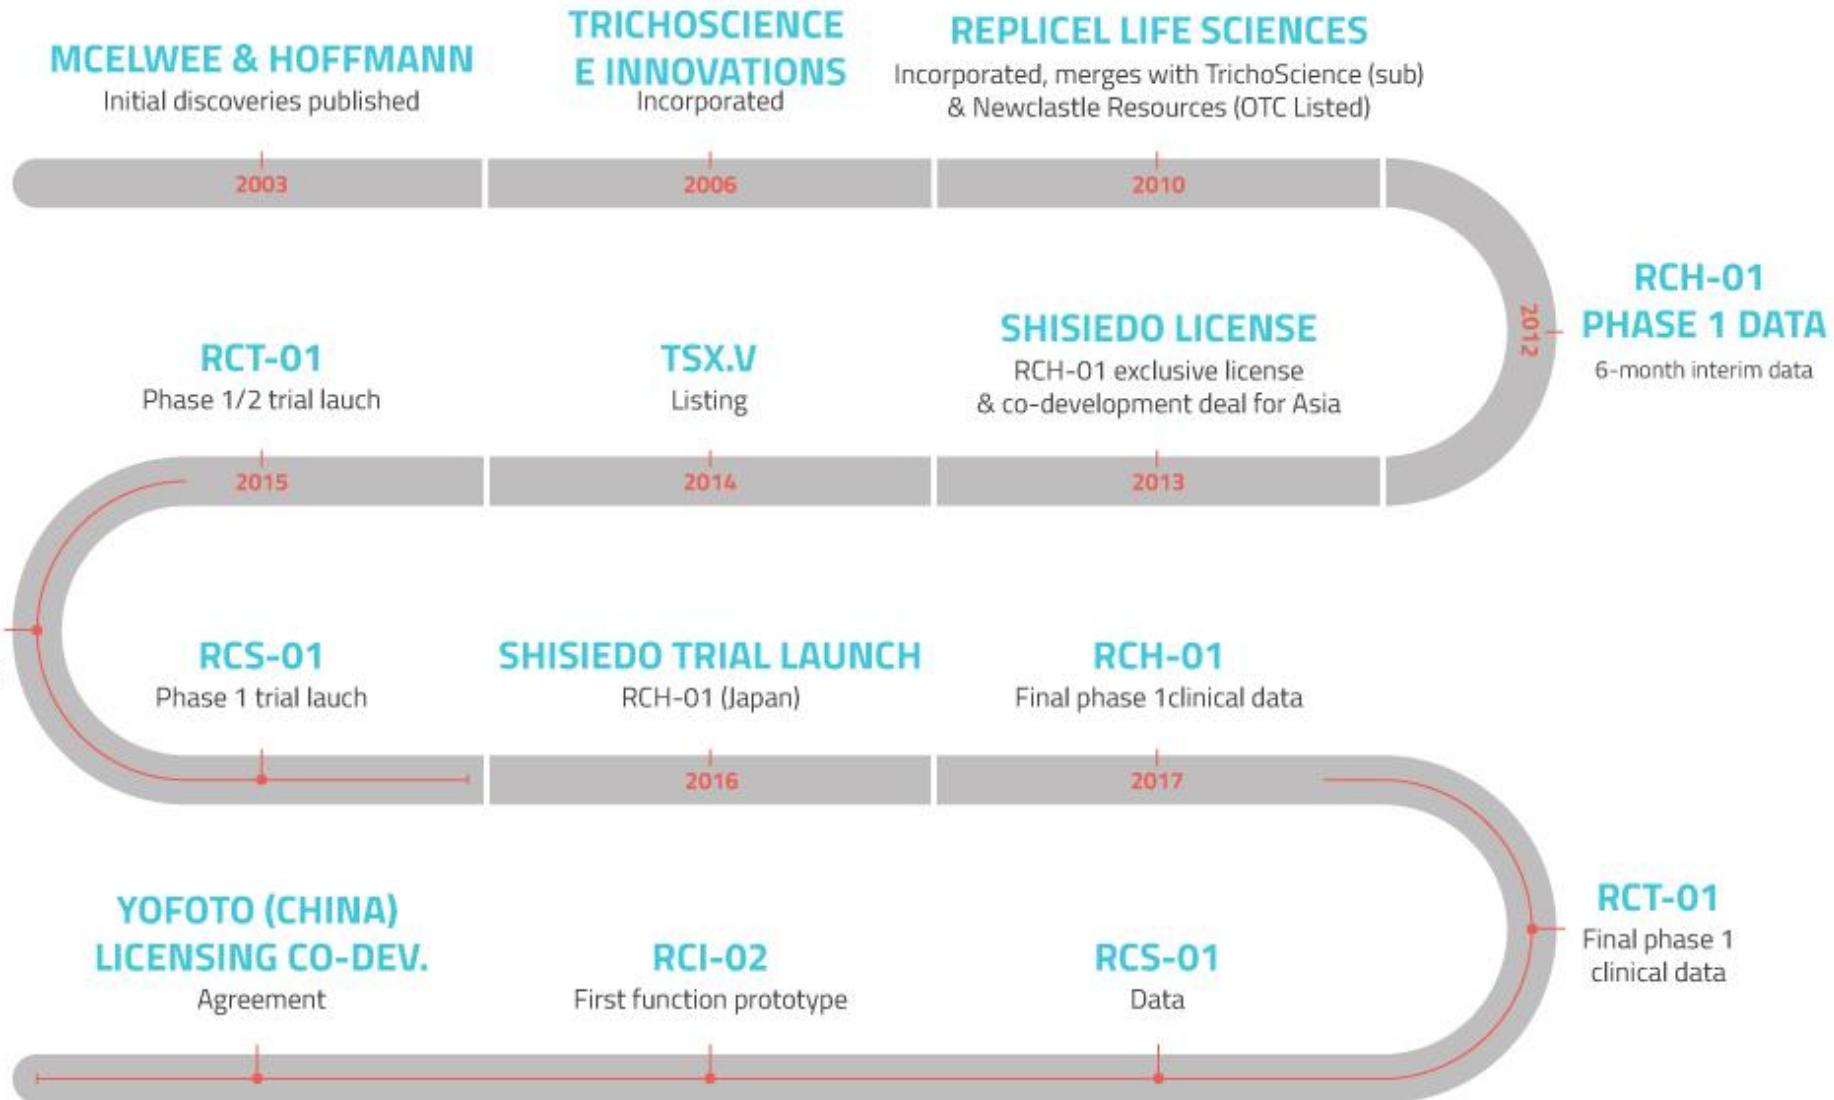 MCELWEE & HOFFMANN
Initial discoveries published
2003
TRICHOSCIENCE
E INNOVATIONS
Incorporated
2006
REPLICEL LIFE SCIENCES
Incorporated, merges with TrichoScience (sub)
& Newclastle Resources (OTC Listed)
2010
RCH-01
PHASE 1 DATA
6-month interim data
2012
SHISIEDO LICENSE
RCH-01 exclusive license
& co-development deal for Asia
2013
TSX.V
Listing
2014
RCT-01
Phase 1/2 trial lauch
2015
RCS-01
Phase 1 trial lauch
SHISIEDO TRIAL LAUNCH
RCH-01 (Japan)
2016
RCH-01
Final phase 1clinical data
2017
RCT-01
Final phase 1
clinical data
RCS-01
Data
RCI-02
First function prototype
YOFOTO (CHINA)
LICENSING CO-DEV.
Agreement